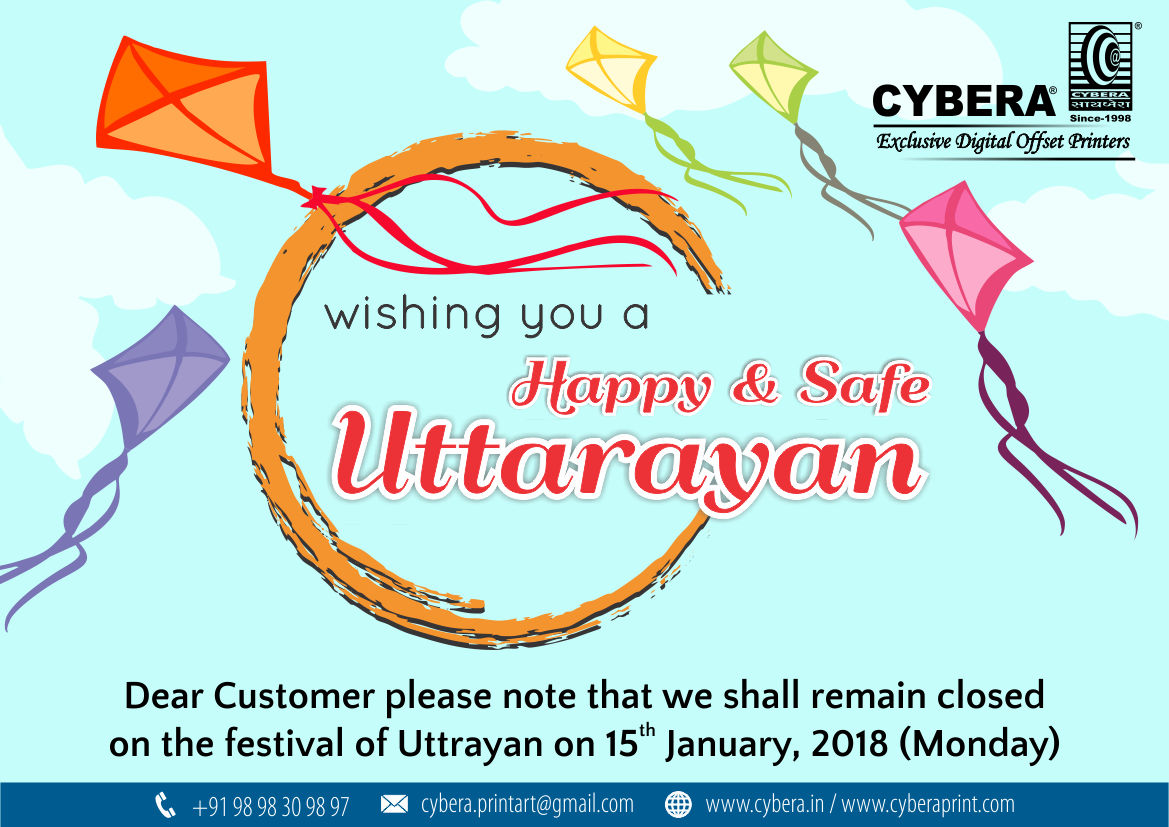 CYBERA®
®
CYBERA
सायबेरा
Since-1998
Exclusive Digital Offset Printers
wishing you a
Happy & Safe
Uttarayan
Dear Customer please note that we shall remain closed
on the festival of Uttrayan on 15th January, 2018 (Monday)
+91 98 98 30 98 97 cybera.printart@gmail.com www.cybera.in / www.cyberaprint.com